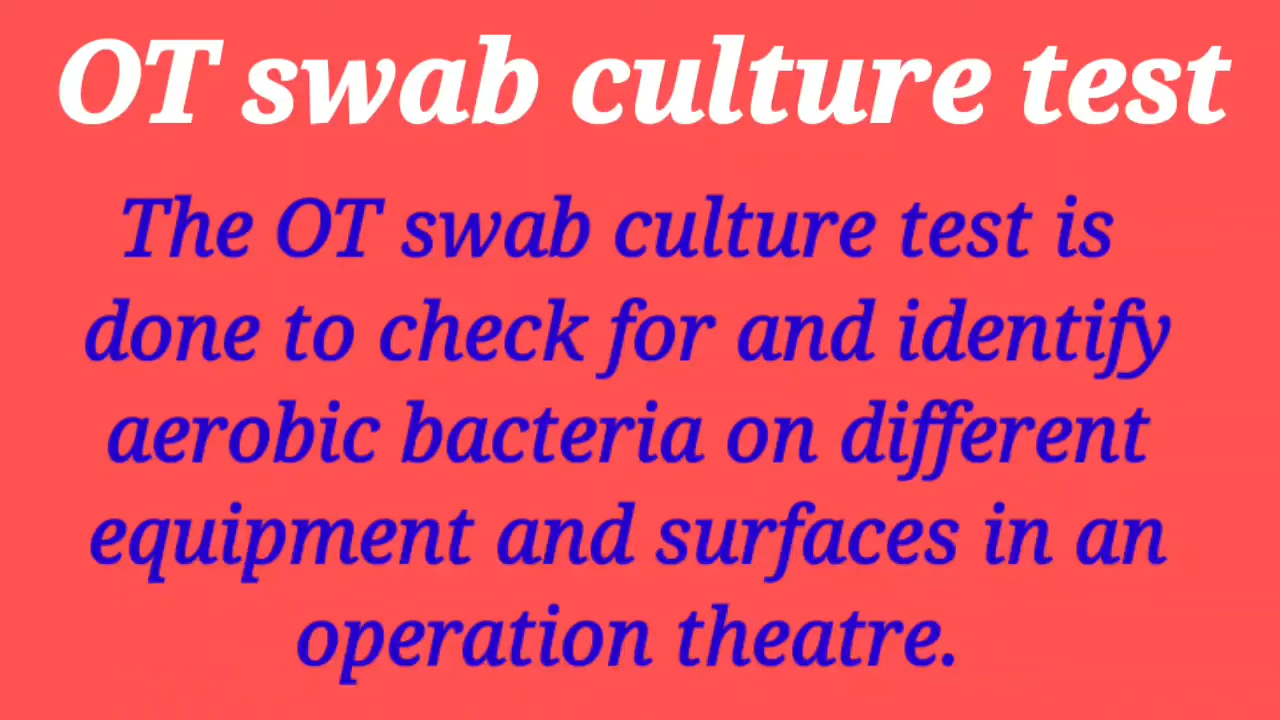 OT swab culture test
The OT swab culture test is
done to check for and identify
aerobic bacteria on different
equipment and surfaces in an
operation theatre.